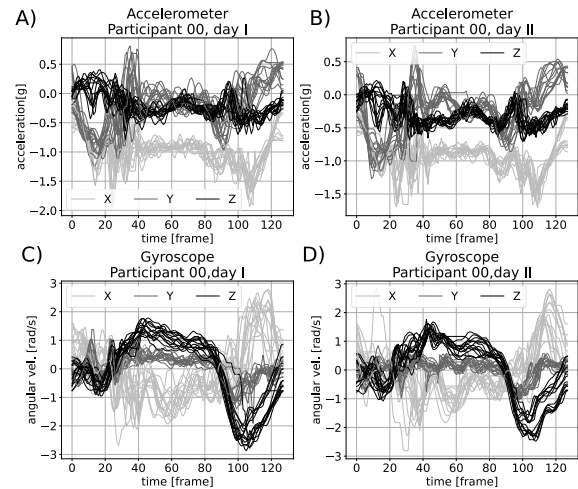 A)
Accelerometer
Participant 00, day I
0.5
0.0
−0.5
−1.0
−1.5
−2.0
acceleration[g]
X Y Z
0 20 40 60 80 100 120
time [frame]
B)
Accelerometer
Participant 00, day II
X Y Z
0.5
0.0
−0.5
−1.0
−1.5
acceleration[g]
0 20 40 60 80 100 120
time [frame]
C)
Gyroscope
Participant 00,day I
X Y Z
3
2
1
0
−1
−2
−3
angular vel. [rad/s]
0 20 40 60 80 100 120
time [frame]
D)
Gyroscope
Participant 00,day II
X Y Z
3
2
1
0
−1
−2
−3
angular vel. [rad/s]
0 20 40 60 80 100 120
time [frame]